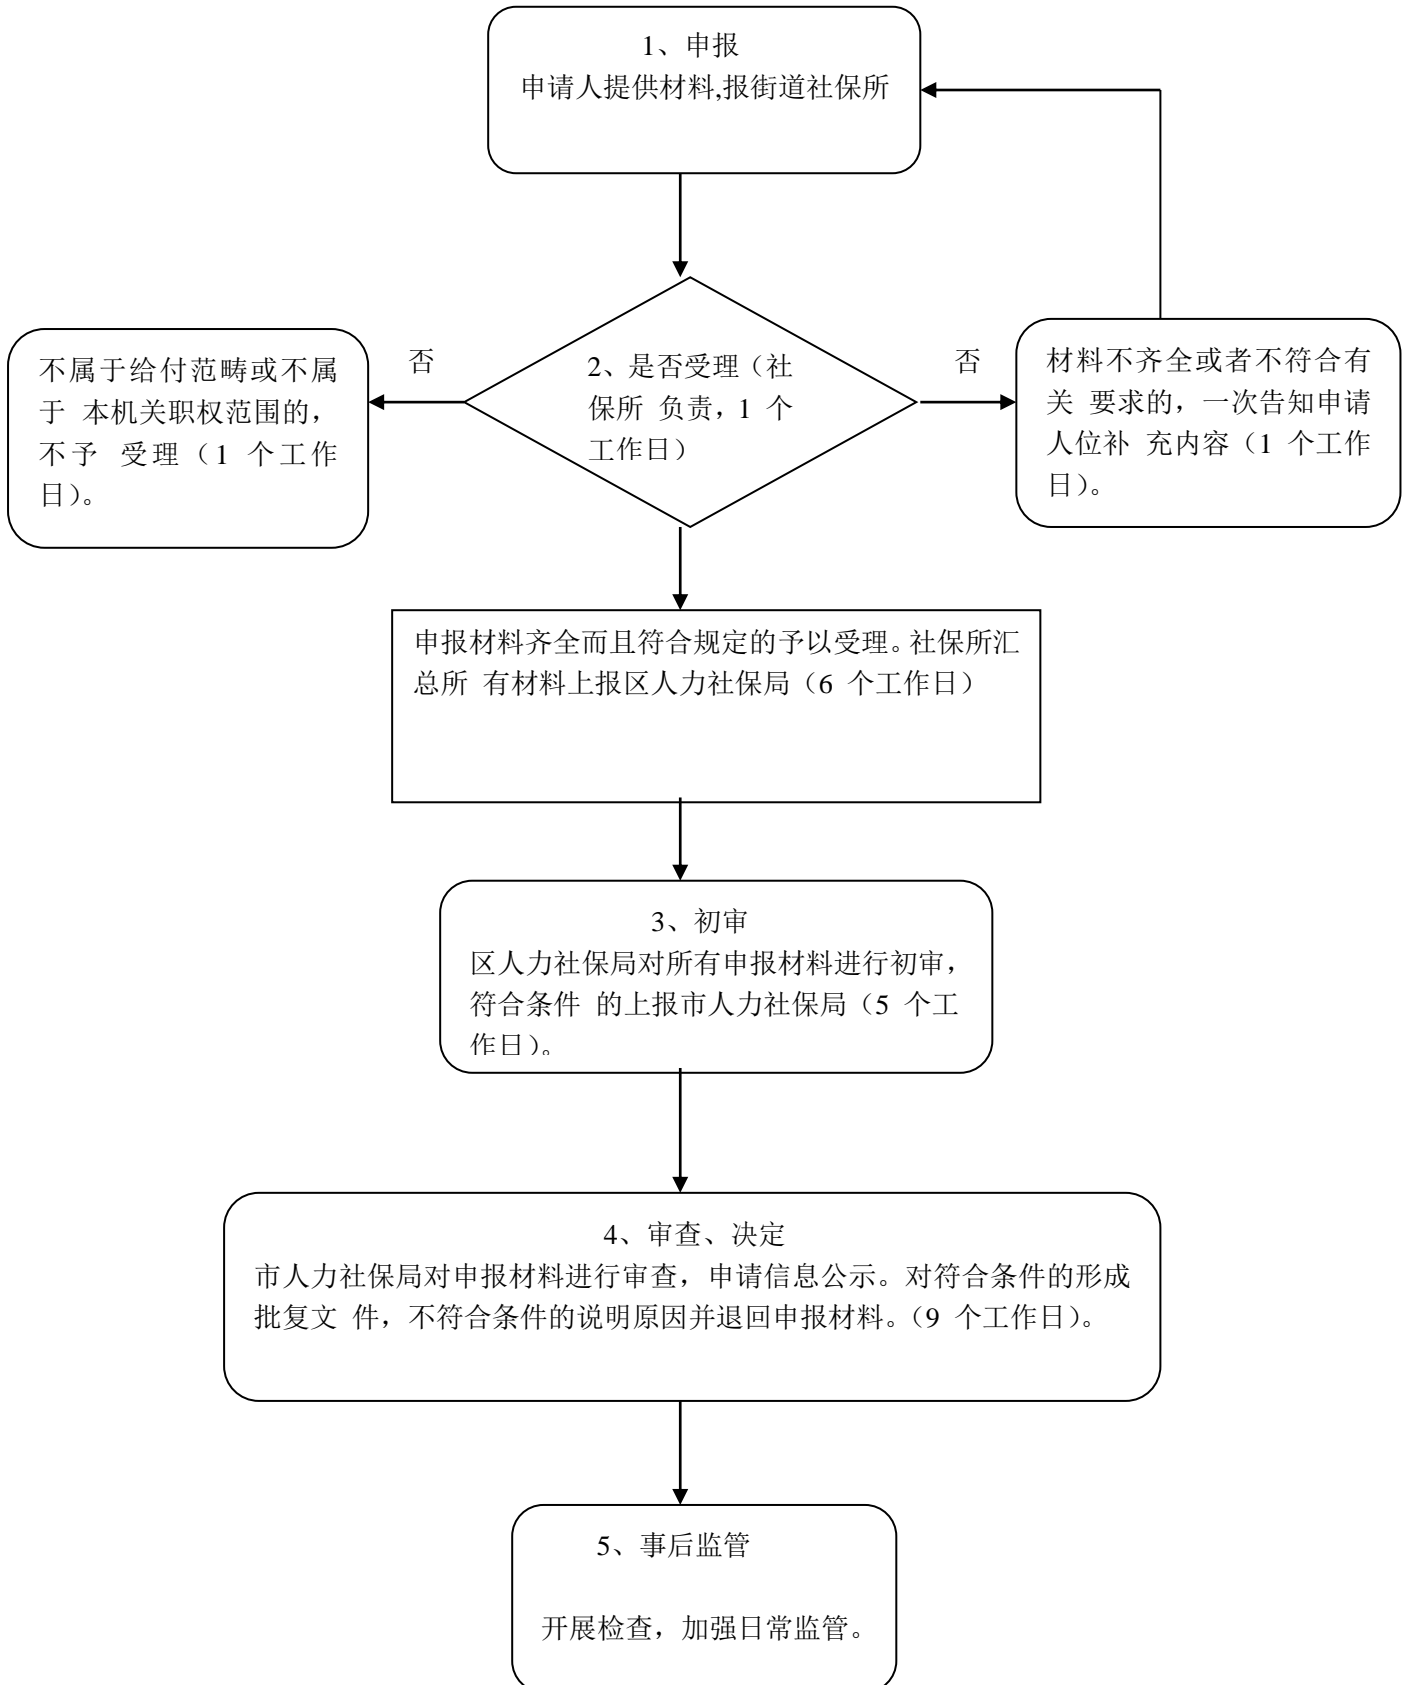 1、申报
申请人提供材料,报街道社保所
否
不属于给付范畴或不属
于 本机关职权范围的，
不予 受理（1 个工作
日）。
2、是否受理（社
保所 负责，1 个
工作日）
否
材料不齐全或者不符合有
关 要求的，一次告知申请
人位补 充内容（1 个工作
日）。
申报材料齐全而且符合规定的予以受理。社保所汇
总所 有材料上报区人力社保局（6 个工作日）
3、初审
区人力社保局对所有申报材料进行初审，
符合条件 的上报市人力社保局（5 个工
作日）。
4、审查、决定
市人力社保局对申报材料进行审查，申请信息公示。对符合条件的形成
批复文 件，不符合条件的说明原因并退回申报材料。（9 个工作日）。
5、事后监管
开展检查，加强日常监管。